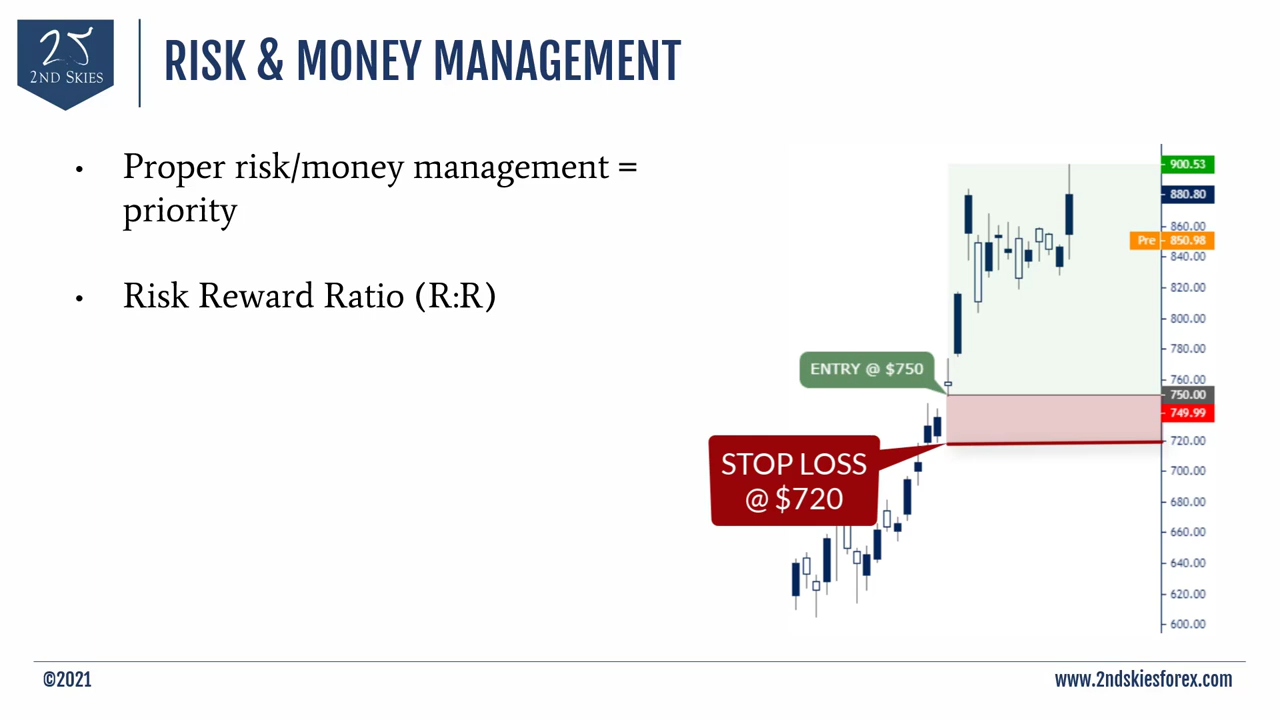 25
2ND SKIES
RISK & MONEY MANAGEMENT
• Proper risk/money management =
priority
• Risk Reward Ratio (R:R)
ENTRY @ $750
STOP LOSS
@ $720
900.53
880.80
860.00
Pre 850.98
840.00
820.00
800.00
780.00
760.00
750.00
749.99
720.00
700.00
680.00
660.00
640.00
620.00
600.00
©2021
www.2ndskiesforex.com